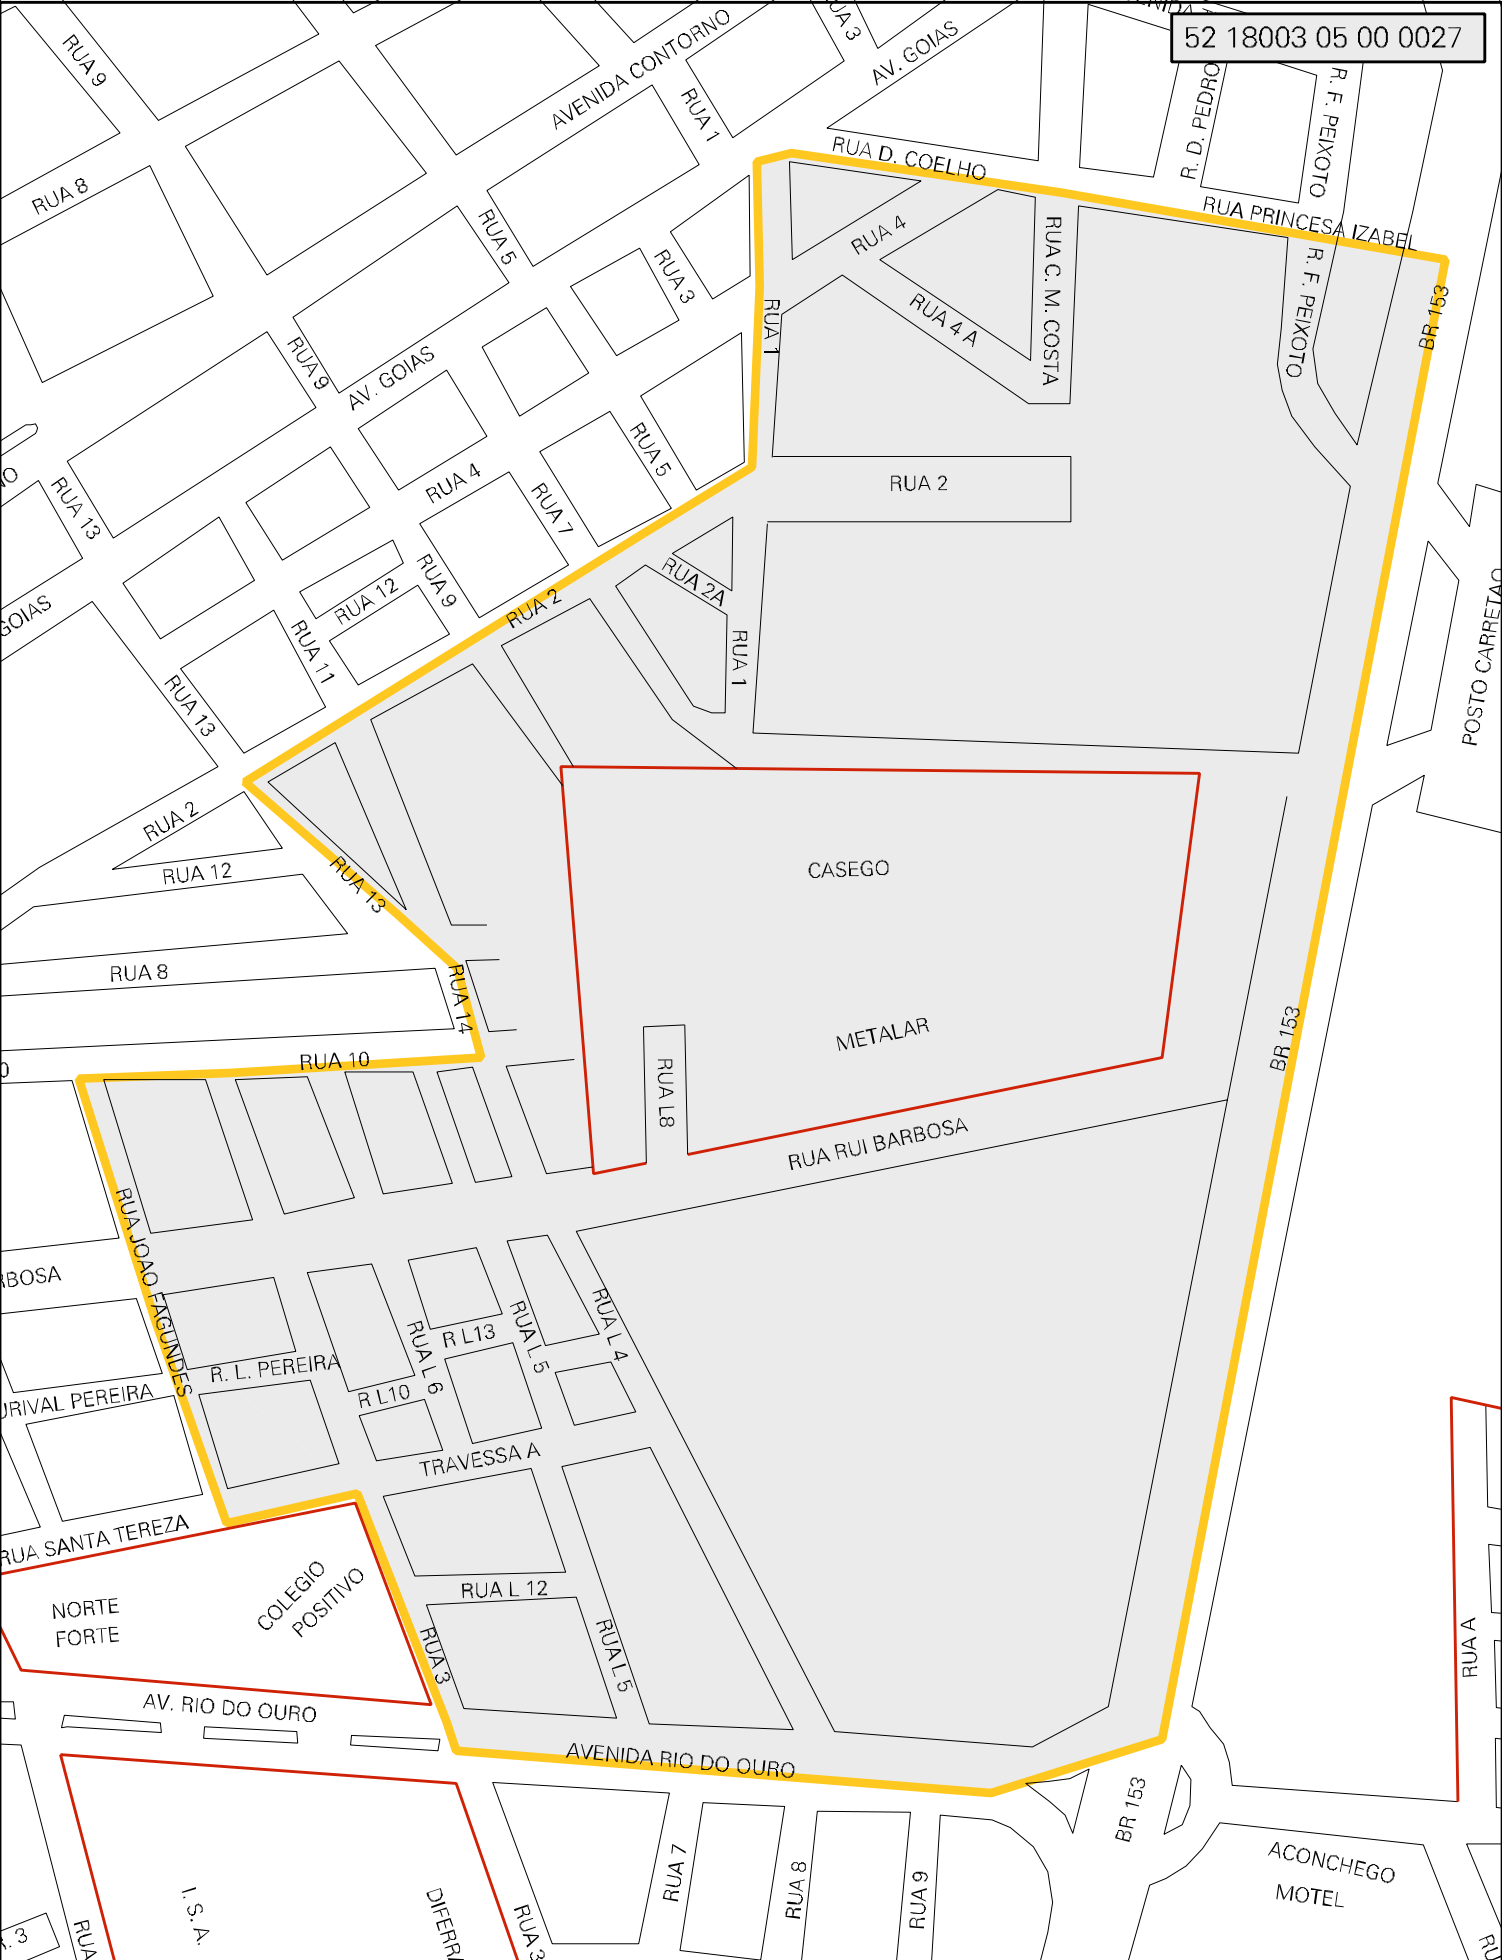 52 18003 05 00 0027
RUA 9
AVENIDA CONTORNO
AV. GOIAS
RUA 1
R. D. PEDRO
R. F. PEIXOTO
RUA D. COELHO
RUA 8
RUA PRINCESA IZABEL
RUA 5
RUA 4
RUA C. M. COSTA
R. F. PEIXOTO
RUA 3
BR 153
RUA 1
RUA 4 A
RUA 9
AV. GOIAS
RUA 5
RUA 4
RUA 2
RUA 13
RUA 7
RUA 9
RUA 2A
RUA 12
RUA 2
GOIAS
RUA 11
RUA 1
POSTO CARRETAO
RUA 13
RUA 2
RUA 12
RUA 13
CASEGO
RUA 8
RUA 14
METALAR
BR 153
RUA 10
RUA L8
RUA RUI BARBOSA
RUA JOAO FAGUNDES
RBOSA
R L13
RUA L 5
RUA L 4
RUA L 6
R. L. PEREIRA
R L10
URIVAL PEREIRA
TRAVESSA A
RUA SANTA TEREZA
COLEGIO
POSITIVO
RUA L 12
NORTE
FORTE
RUA 3
RUA L 5
RUA A
AV. RIO DO OURO
AVENIDA RIO DO OURO
BR 153
RUA 7
RUA 8
RUA 9
ACONCHEGO
MOTEL
I. S. A.
DIFERRA
RUA 3
RUA